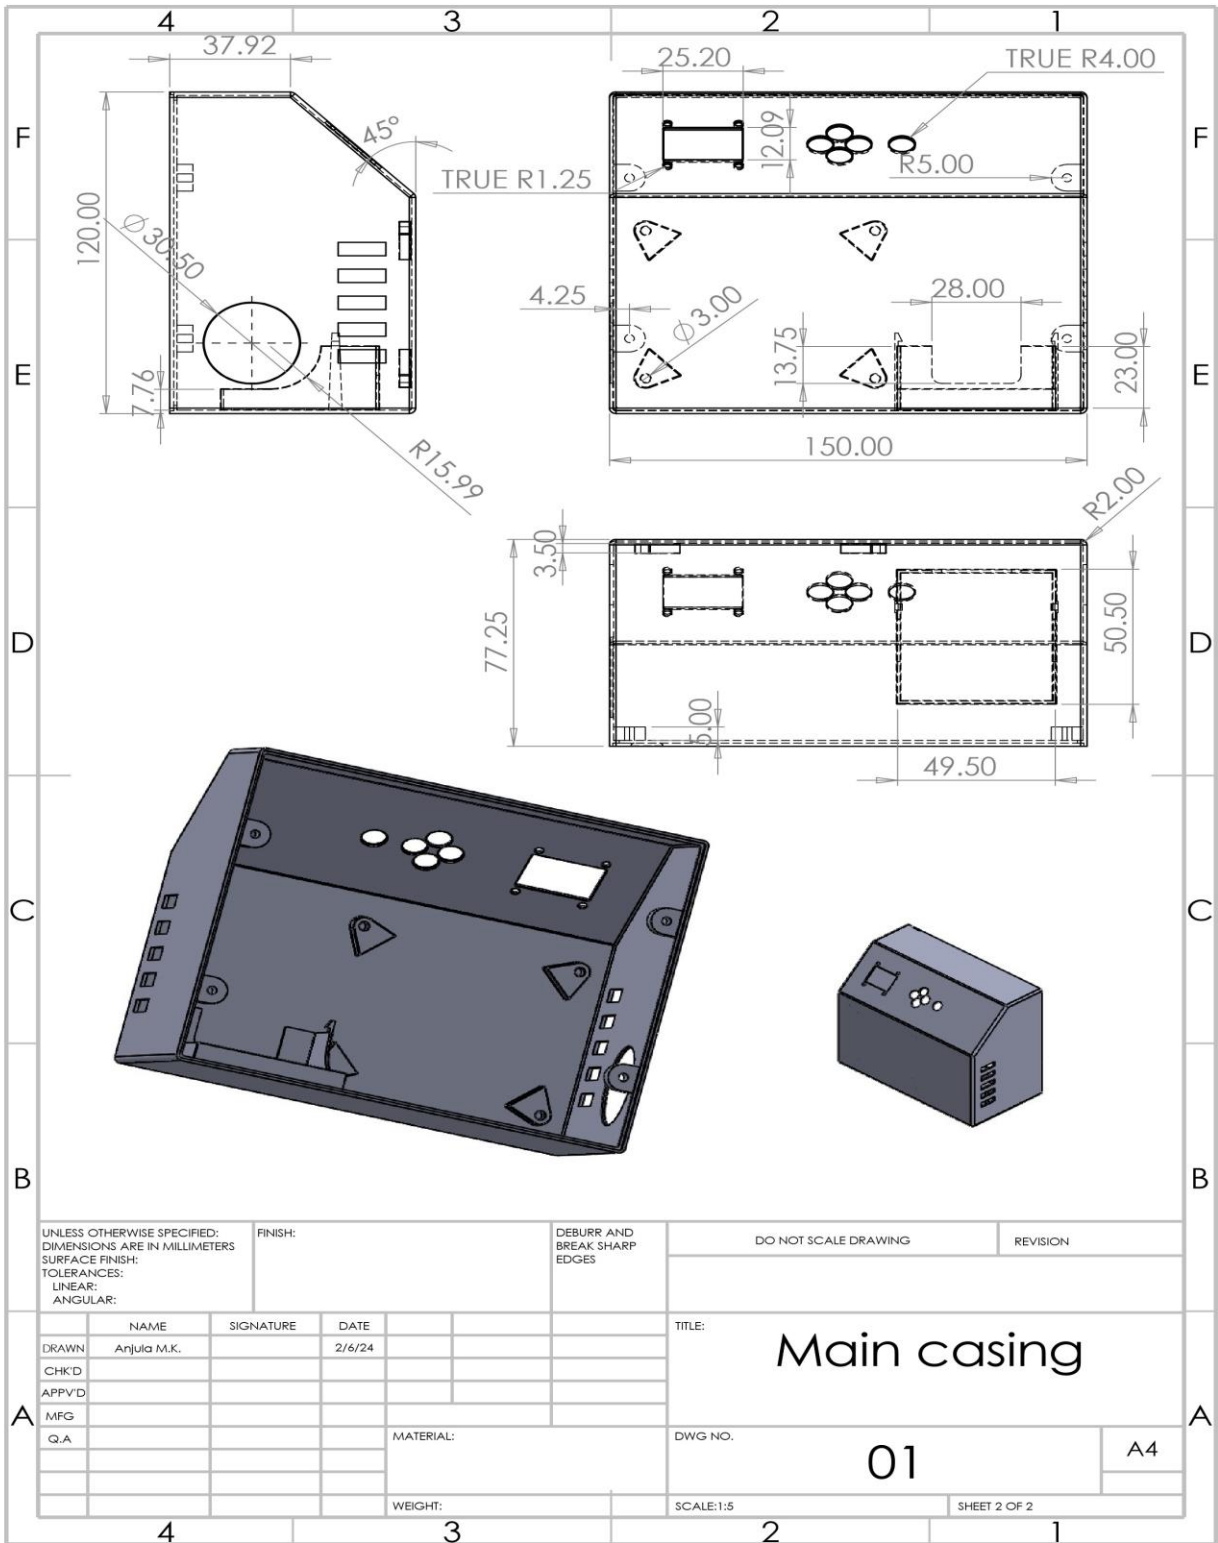 4 3 2 1
37.92
25.20
TRUE R4.00
F
45°
12.09
F
TRUE R1.25
R5.00
120.00
Ø30.50
4.25
Ø3.00
28.00
E
7.76
13.75
23.00
E
R15.99
150.00
R2.00
3.50
77.25
50.50
D
D
5.00
49.50
C
C
B
B
UNLESS OTHERWISE SPECIFIED:
DIMENSIONS ARE IN MILLIMETERS
SURFACE FINISH:
TOLERANCES:
LINEAR:
ANGULAR:
FINISH:
DEBURR AND
BREAK SHARP
EDGES
DO NOT SCALE DRAWING
REVISION
NAME SIGNATURE DATE
DRAWN Anjula M.K. 2/6/24
CHK'D
APPV'D
MFG
Q.A
TITLE:
Main casing
A
A
MATERIAL:
DWG NO.
01
A4
WEIGHT:
SCALE:1:5
SHEET 2 OF 2
4 3 2 1